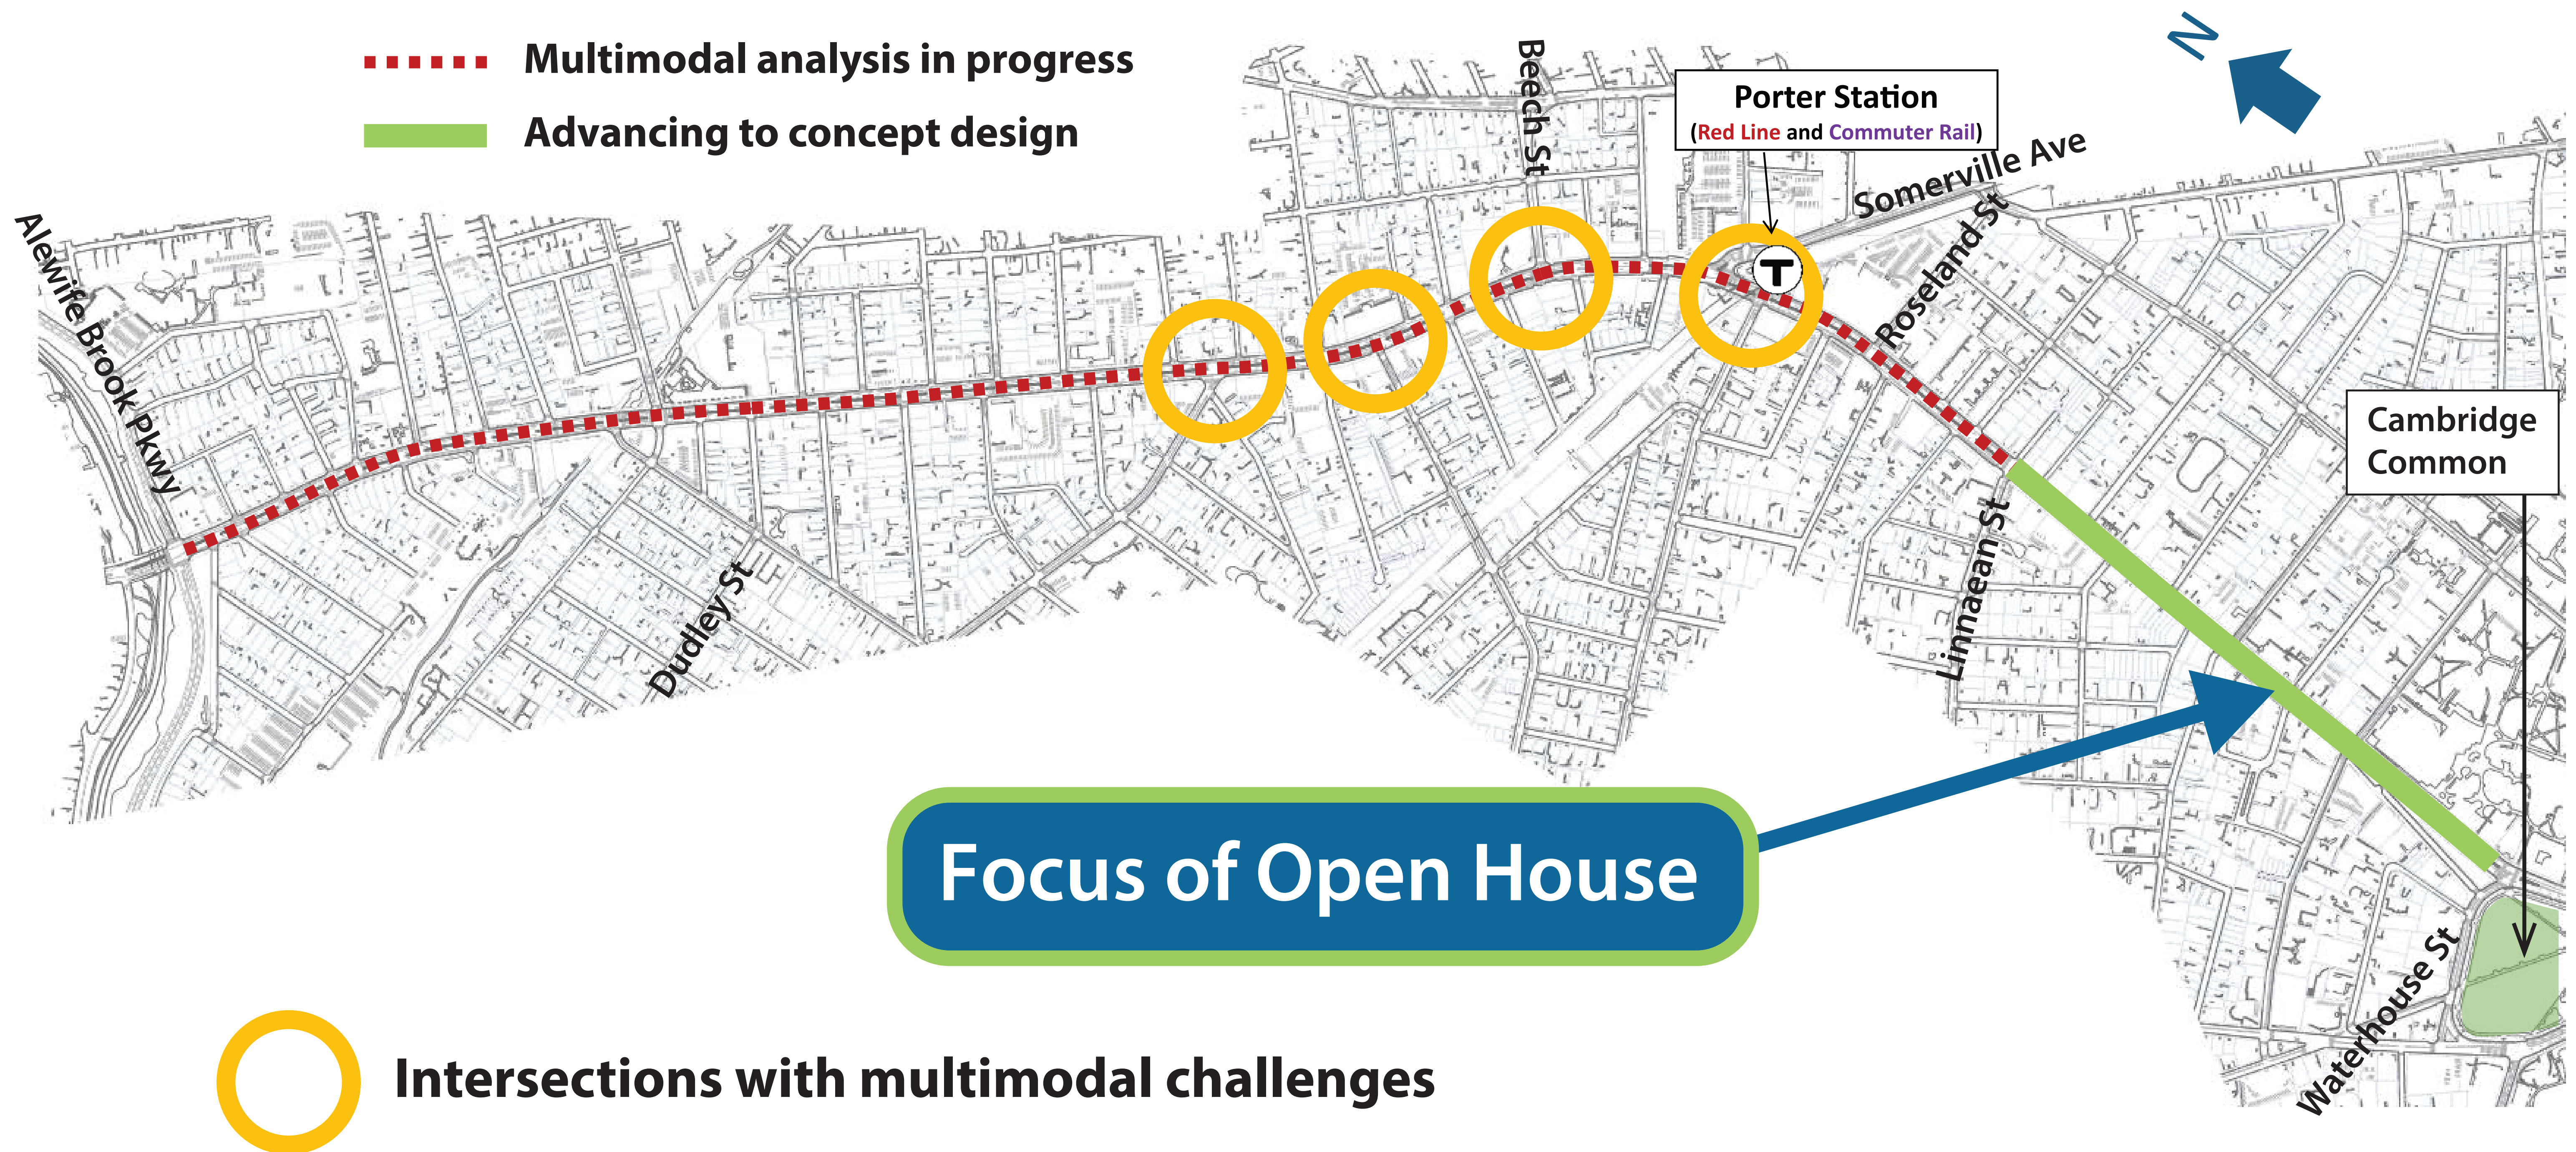 Multimodal analysis in progress
Advancing to concept design
N
Beech St
Porter Station
(Red Line and Commuter Rail)
Somerville Ave
T
Roseland St
Alewife Brook Pkwy
Cambridge
Common
Linnaean St
Dudley St
Focus of Open House
Waterhouse St
Intersections with multimodal challenges